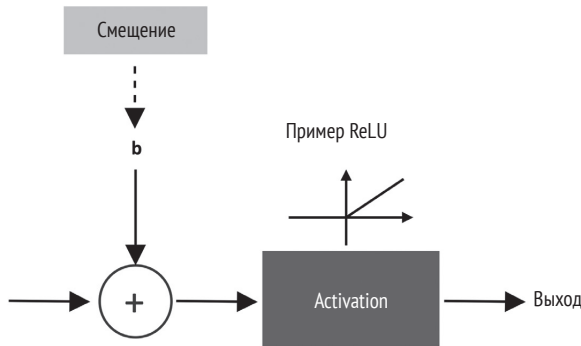 Смещение
b
Пример ReLU
+
Activation
Выход